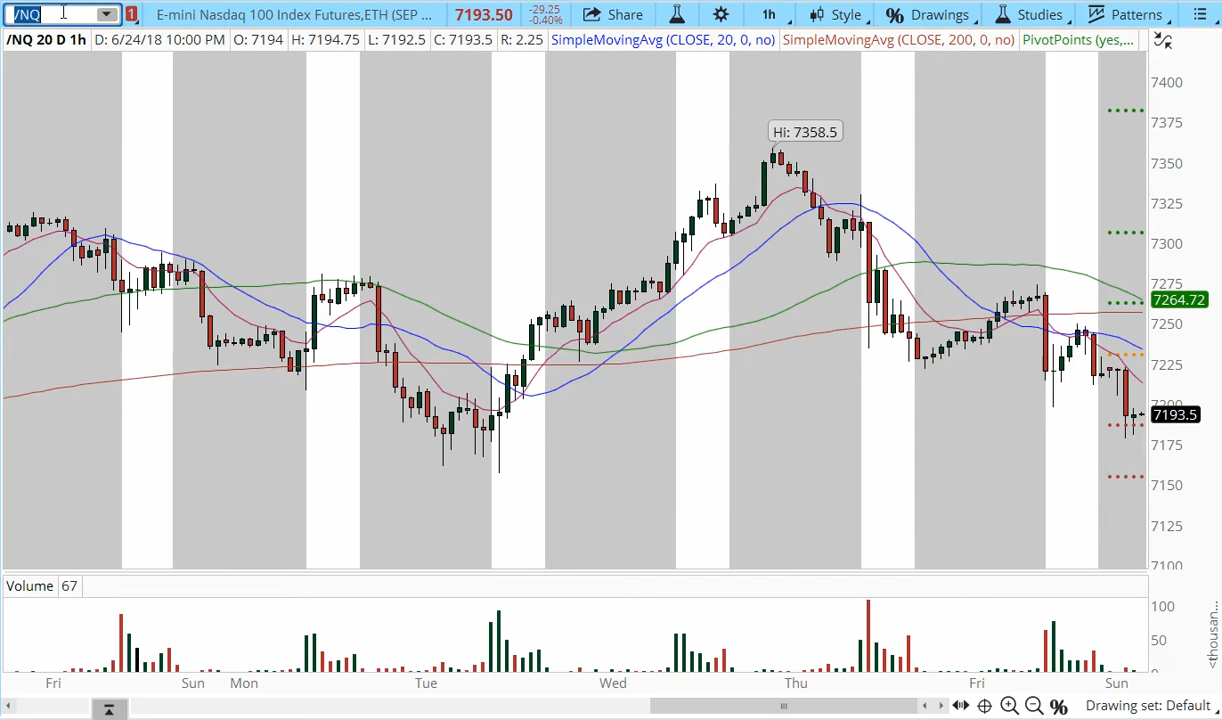 /NQ 1 E-mini Nasdaq 100 Index Futures,ETH (SEP ... 7193.50 -29.25 -0.40% Share 1h Style Drawings Studies Patterns
/NQ 20 D 1h D: 6/24/18 10:00 PM O: 7194 H: 7194.75 L: 7192.5 C: 7193.5 R: 2.25 SimpleMovingAvg (CLOSE, 20, 0, no) SimpleMovingAvg (CLOSE, 200, 0, no) PivotPoints (yes,...
7400
7375
Hi: 7358.5
7350
7325
7300
7275
7264.72
7250
7225
7200
7193.5
7175
7150
7125
7100
Volume 67
100
50
0
<thousan...
Fri Sun Mon Tue Wed Thu Fri Sun
Drawing set: Default